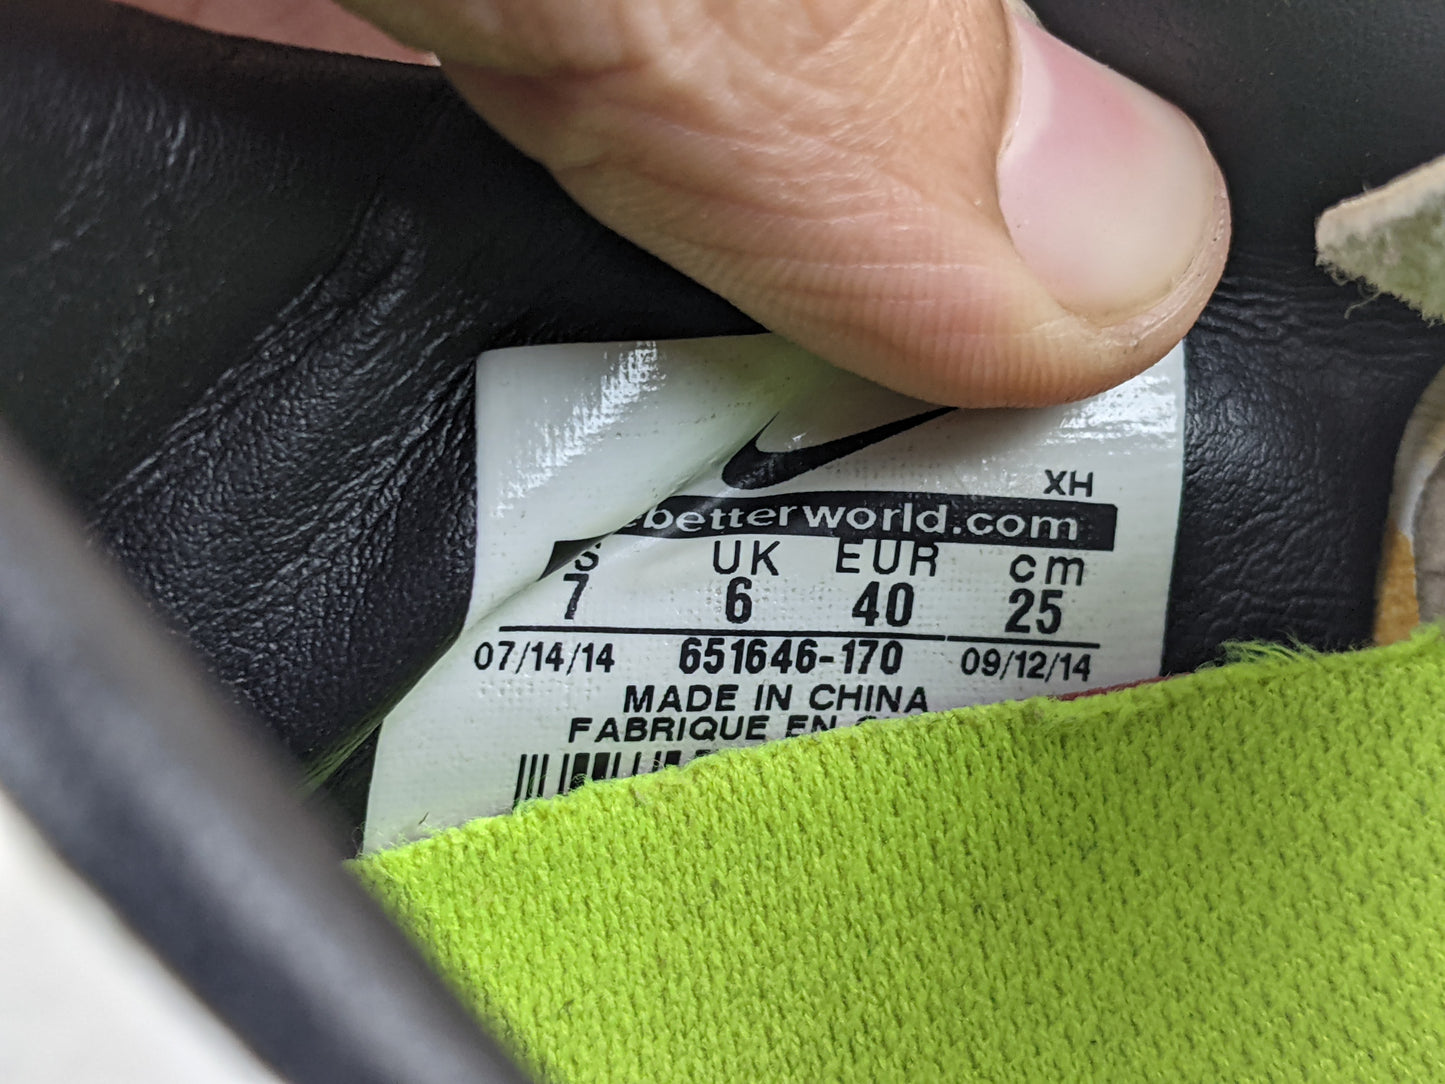 XH
betterworld.com
S UK EUR cm
7 6 40 25
07/14/14 651646-170 09/12/14
MADE IN CHINA
FABRIQUE EN